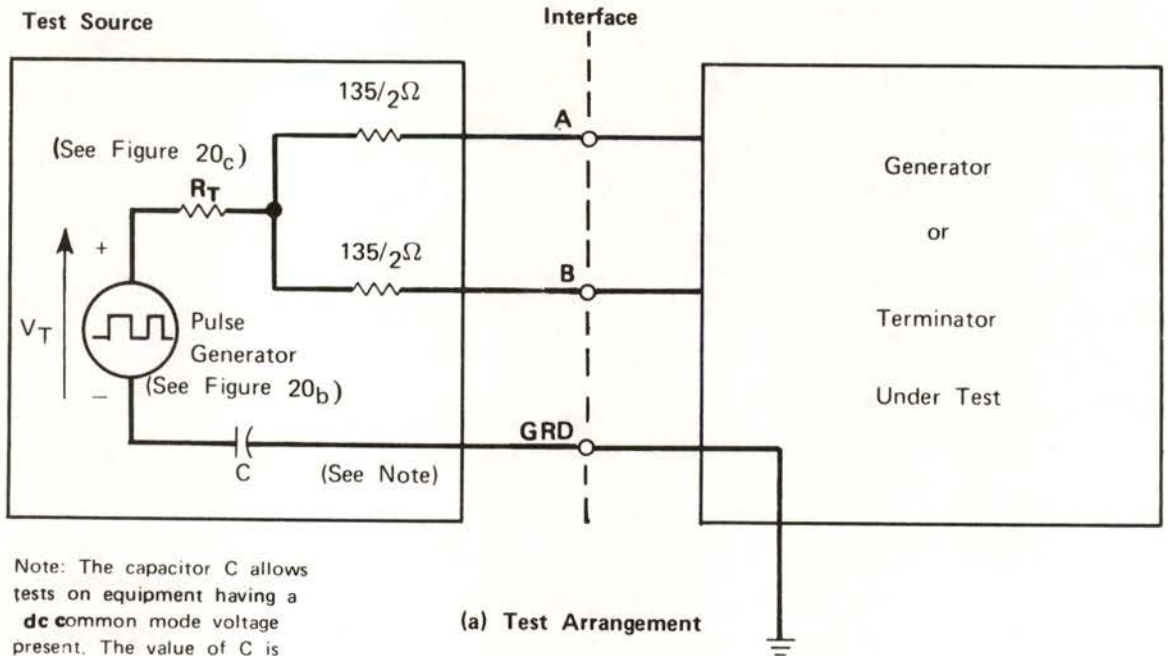 Test Source
Interface
135/2Ω
A
(See Figure 20c)
RT
Generator
or
Terminator
Under Test
135/2Ω
B
+
VT
Pulse
Generator
–
(See Figure 20b)
GRD
C
(See Note)
Note: The capacitor C allows
tests on equipment having a
dc common mode voltage
present. The value of C is
(a) Test Arrangement